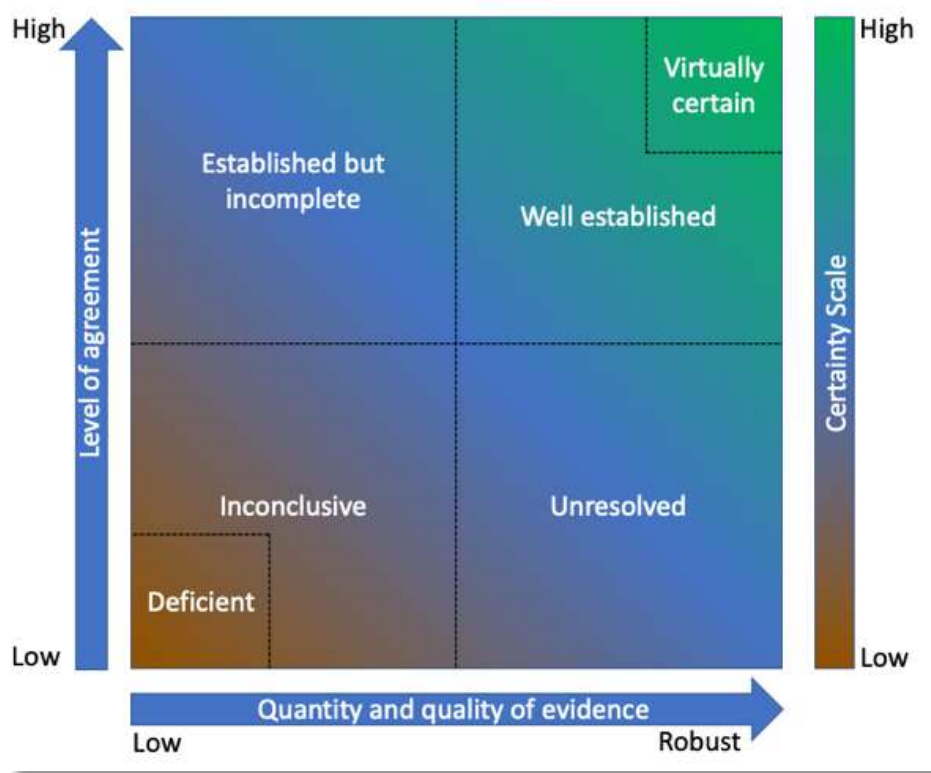 High
High
Virtually
certain
Established but
incomplete
Well established
Level of agreement
Certainty Scale
Inconclusive
Unresolved
Deficient
Low
Low
Quantity and quality of evidence
Low
Robust